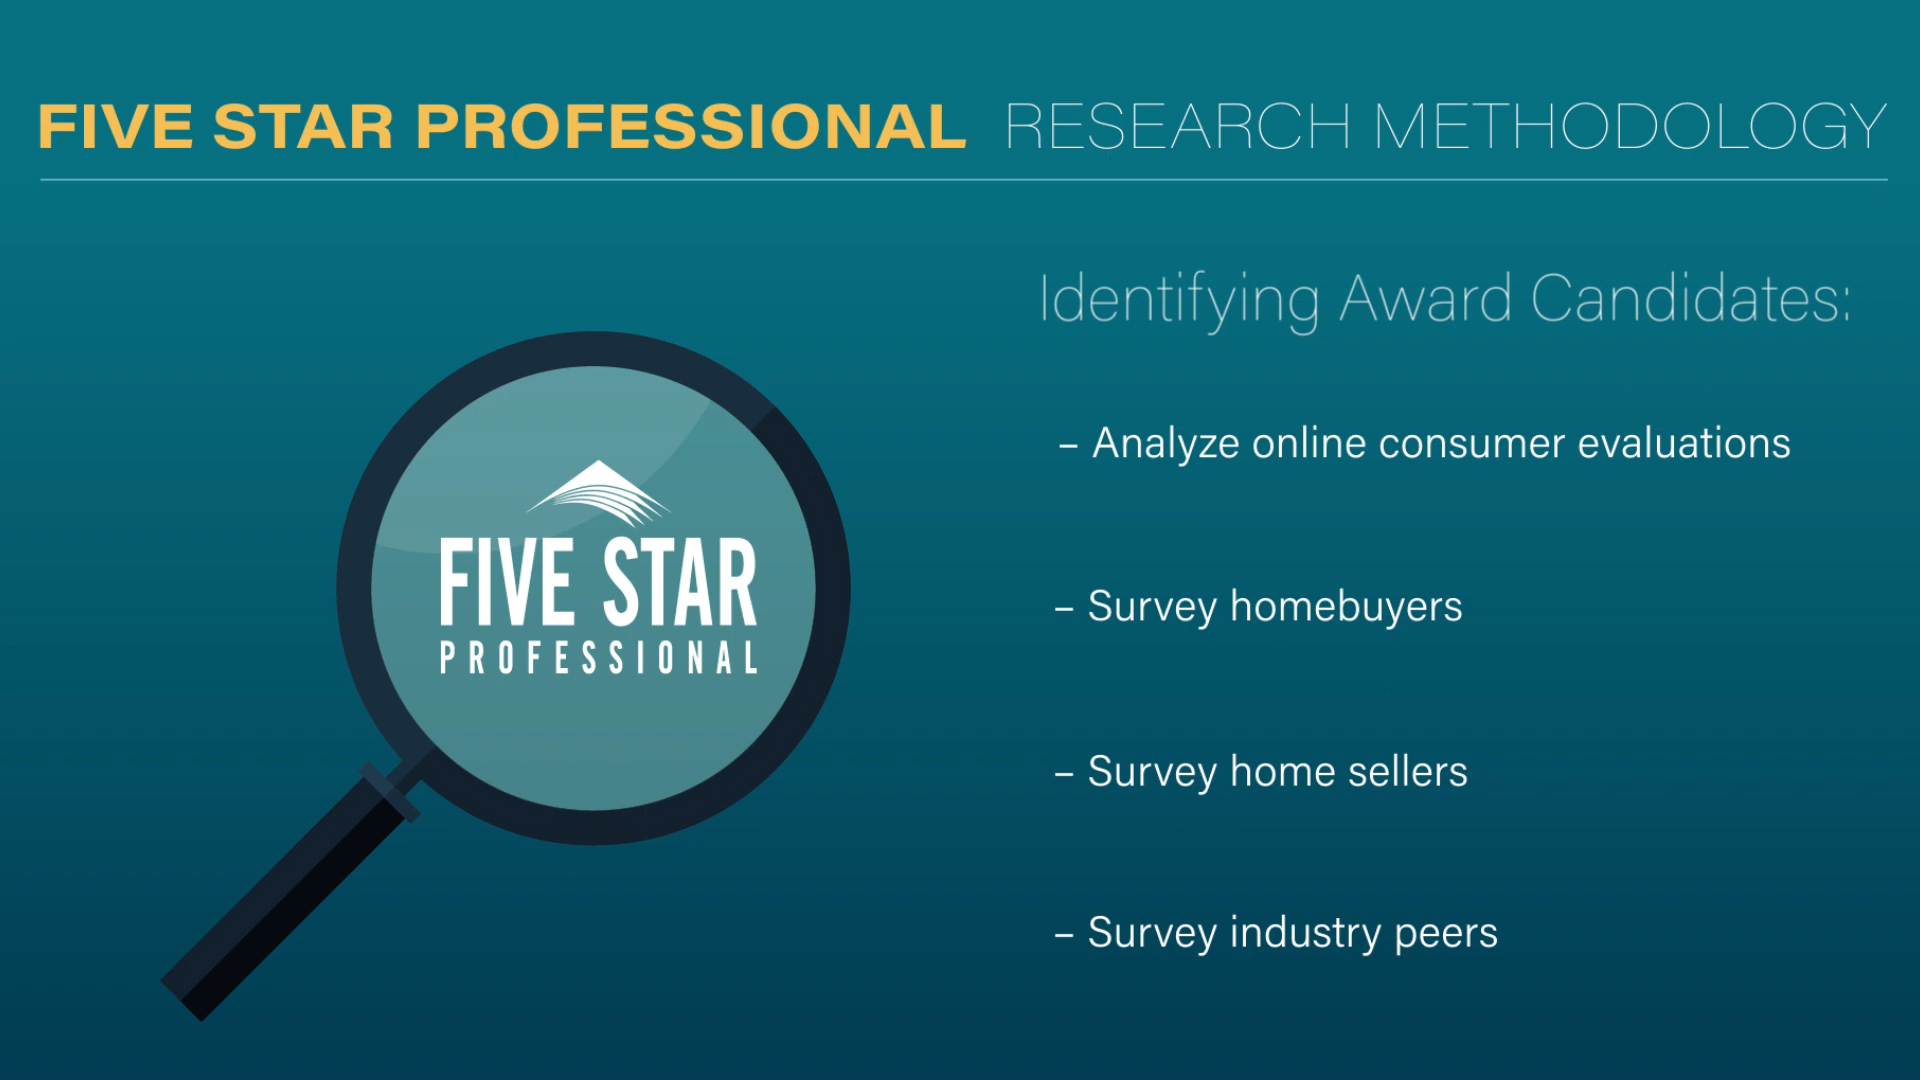 FIVE STAR PROFESSIONAL RESEARCH METHODOLOGY
FIVE STAR
PROFESSIONAL
Identifying Award Candidates:
– Analyze online consumer evaluations
– Survey homebuyers
– Survey home sellers
– Survey industry peers